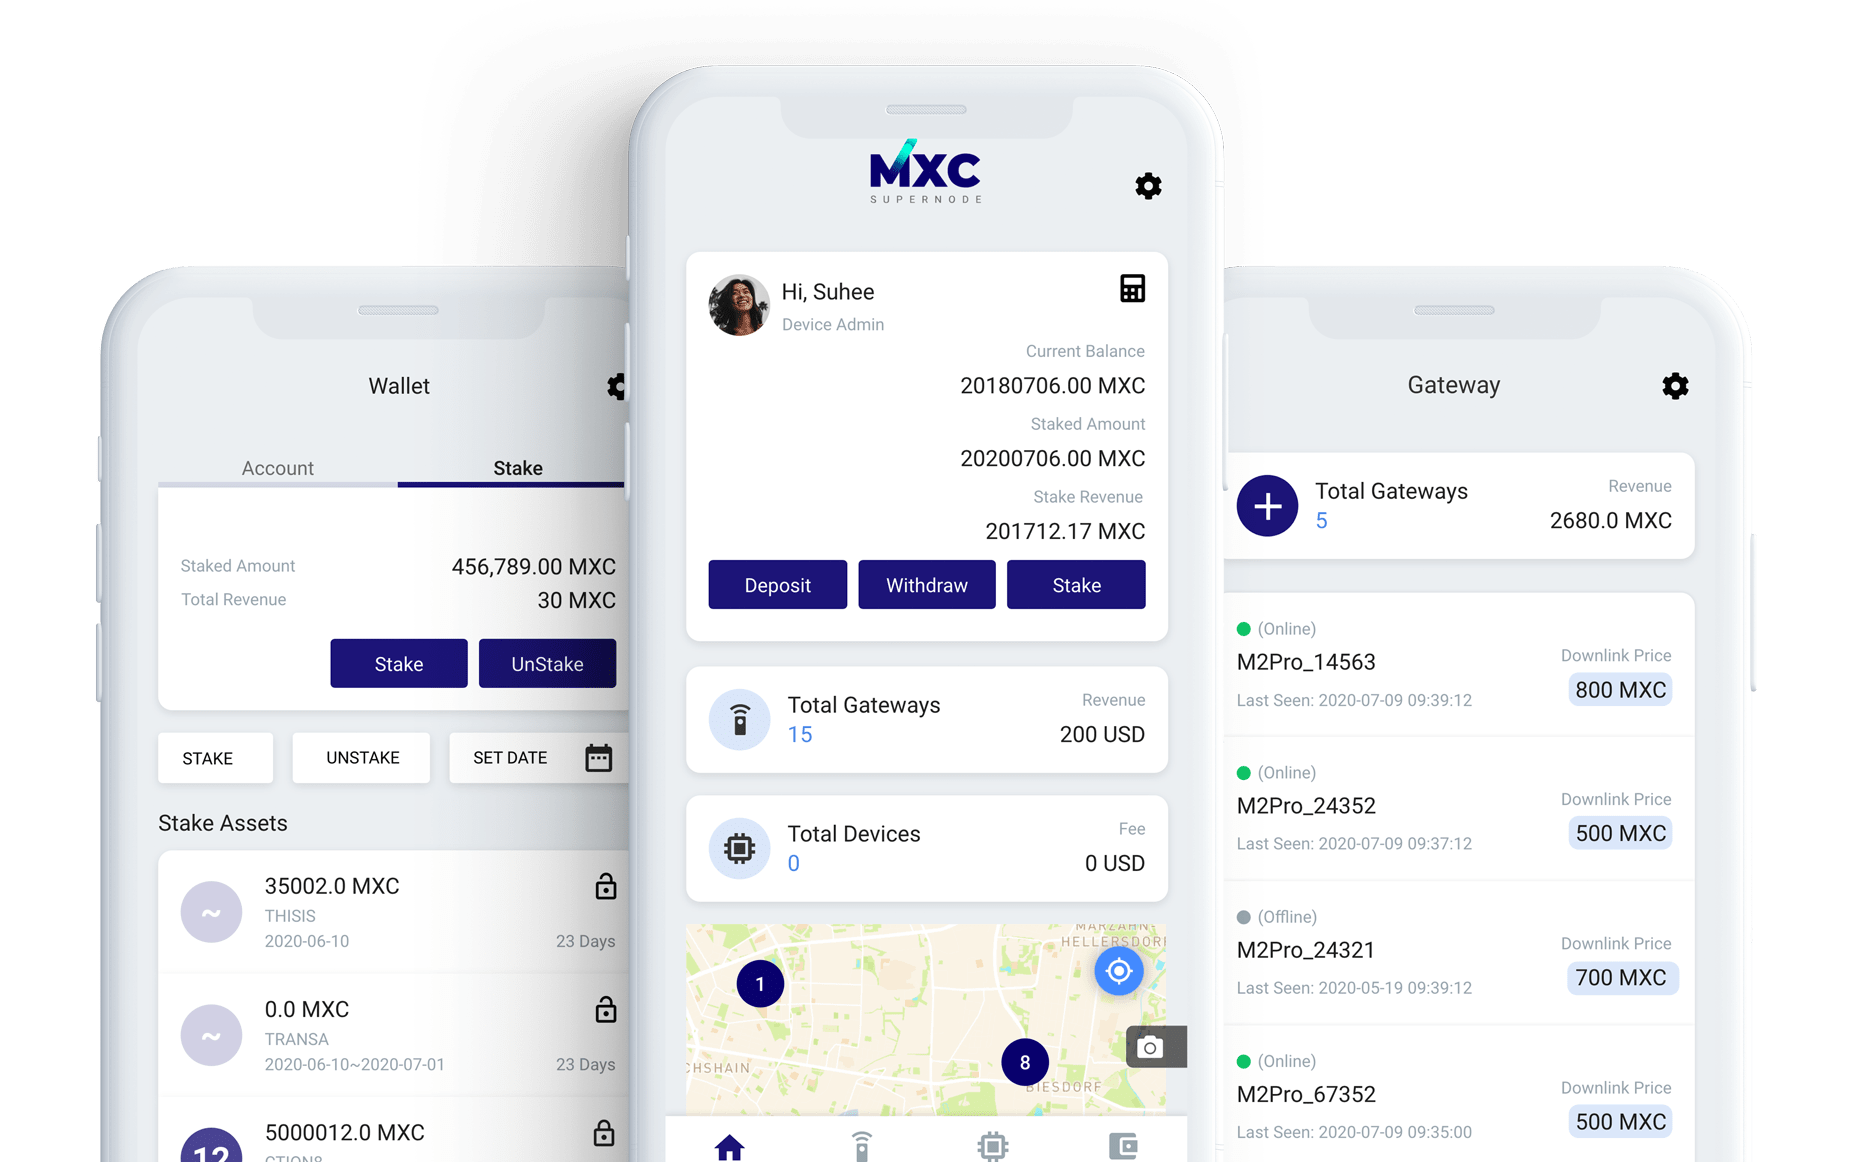 Wallet
Account
Stake
Staked Amount
456,789.00 MXC
Total Revenue
30 MXC
Stake
UnStake
STAKE
UNSTAKE
SET DATE
Stake Assets
35002.0 MXC
THISIS
2020-06-10
23 Days
0.0 MXC
TRANSA
2020-06-10~2020-07-01
23 Days
12
5000012.0 MXC
MXC
SUPERNODE
Hi, Suhee
Device Admin
Current Balance
20180706.00 MXC
Staked Amount
20200706.00 MXC
Stake Revenue
201712.17 MXC
Deposit
Withdraw
Stake
Total Gateways
15
Revenue
200 USD
Total Devices
0
Fee
0 USD
MARZAHN-
HELLERSDORF
1
8
CHSHAIN
BIESDORF
Gateway
Total Gateways
5
Revenue
2680.0 MXC
(Online)
M2Pro_14563
Last Seen: 2020-07-09 09:39:12
Downlink Price
800 MXC
(Online)
M2Pro_24352
Last Seen: 2020-07-09 09:37:12
Downlink Price
500 MXC
(Offline)
M2Pro_24321
Last Seen: 2020-05-19 09:39:12
Downlink Price
700 MXC
(Online)
M2Pro_67352
Last Seen: 2020-07-09 09:35:00
Downlink Price
500 MXC